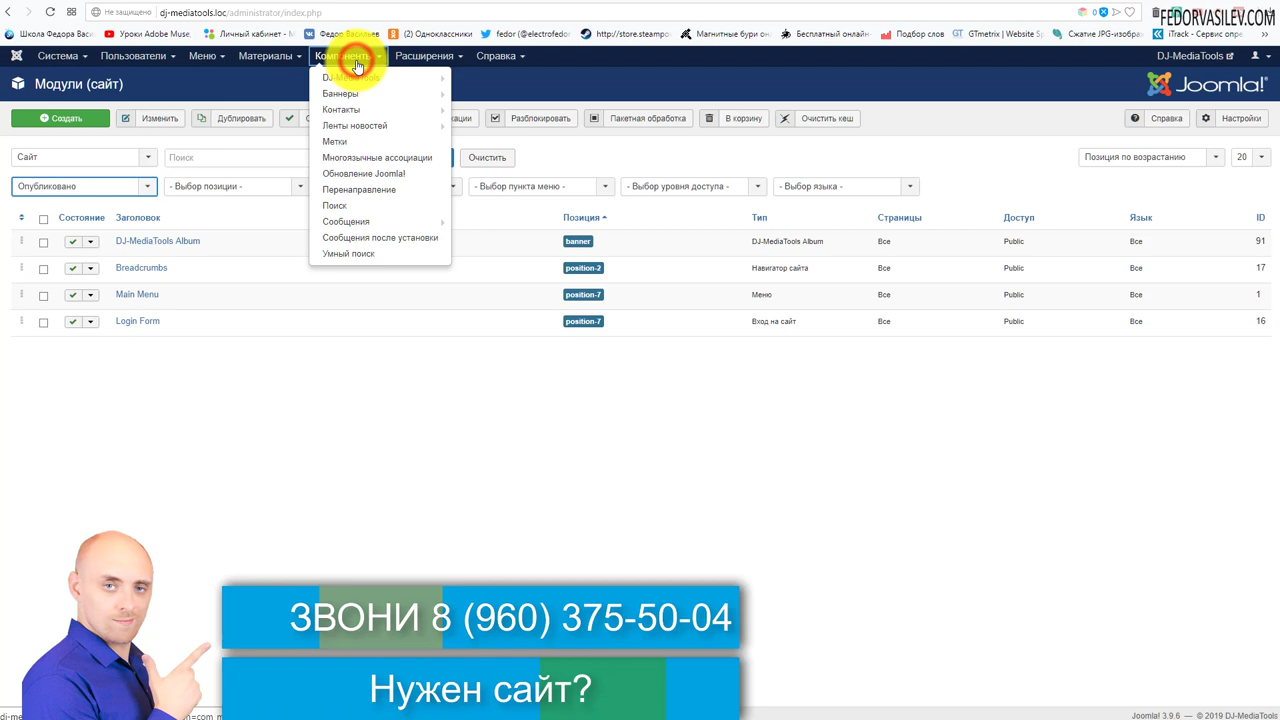 Не защищено dj-mediatools.loc/administrator/index.php
FEDORVASILEV.COM
Школа Федора Васи. Уроки Adobe Muse, Личный кабинет - М Федор Васильев (2) Одноклассники fedor (@electrofedot http://store.steampo Магнитные бури онл Бесплатный онлайн- Подбор слов GTmetrix | Website S Сжатие JPG-изобра iTrack - Сервис опре
Система Пользователи Меню Материалы Компоненты Расширения Справка DJ-MediaTools
Модули (сайт) Joomla!®
Создать Изменить Дублировать Разблокировать Пакетная обработка В корзину Очистить кеш Справка Настройки
Сайт Поиск Очистить Позиция по возрастанию 20
Опубликовано - Выбор позиции - - Выбор пункта меню - - Выбор уровня доступа - - Выбор языка -
DJ-MediaTools
Баннеры
Контакты
Ленты новостей
Метки
Многоязычные ассоциации
Обновление Joomla!
Перенаправление
Поиск
Сообщения
Сообщения после установки
Умный поиск
Состояние Заголовок Позиция Тип Страницы Доступ Язык ID
DJ-MediaTools Album banner DJ-MediaTools Album Все Public Все 91
Breadcrumbs position-2 Навигатор сайта Все Public Все 17
Main Menu position-7 Меню Все Public Все 1
Login Form position-7 Вход на сайт Все Public Все 16
ЗВОНИ 8 (960) 375-50-04
Нужен сайт?
Joomla! 3.9.6 — © 2019 DJ-MediaTools